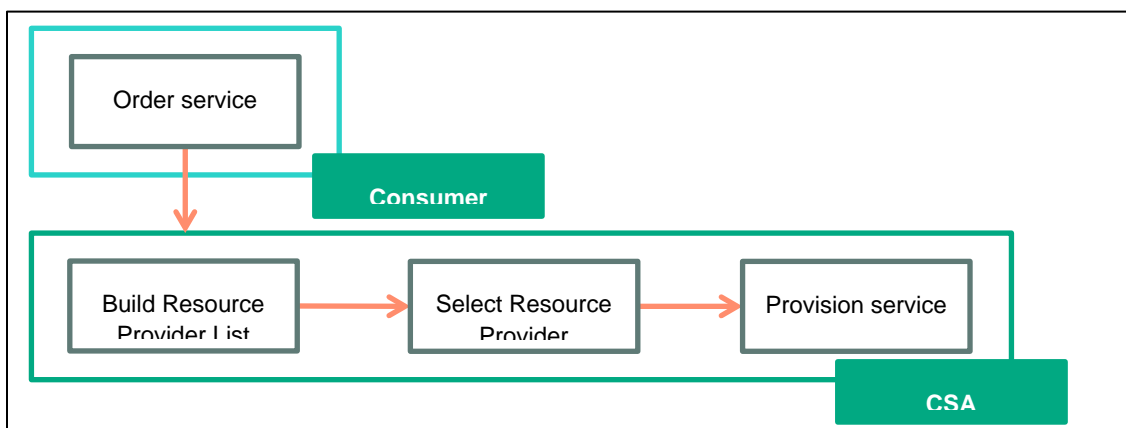 Order service
Consumer
Build Resource
Provider List
Select Resource
Provider
Provision service
CSA